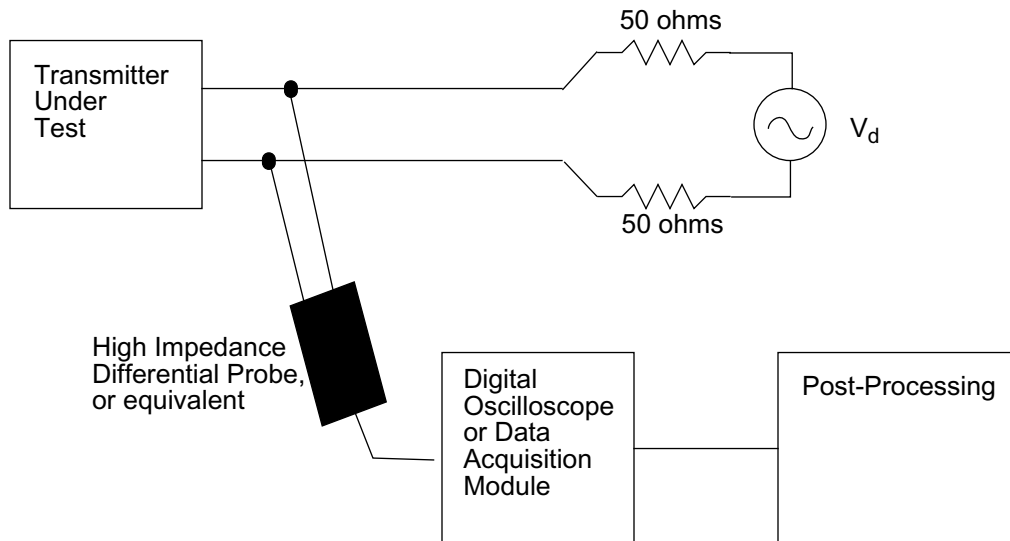 50 ohms
Transmitter
Under
Test
V_d
50 ohms
High Impedance
Differential Probe,
or equivalent
Digital
Oscilloscope
or Data
Acquisition
Module
Post-Processing